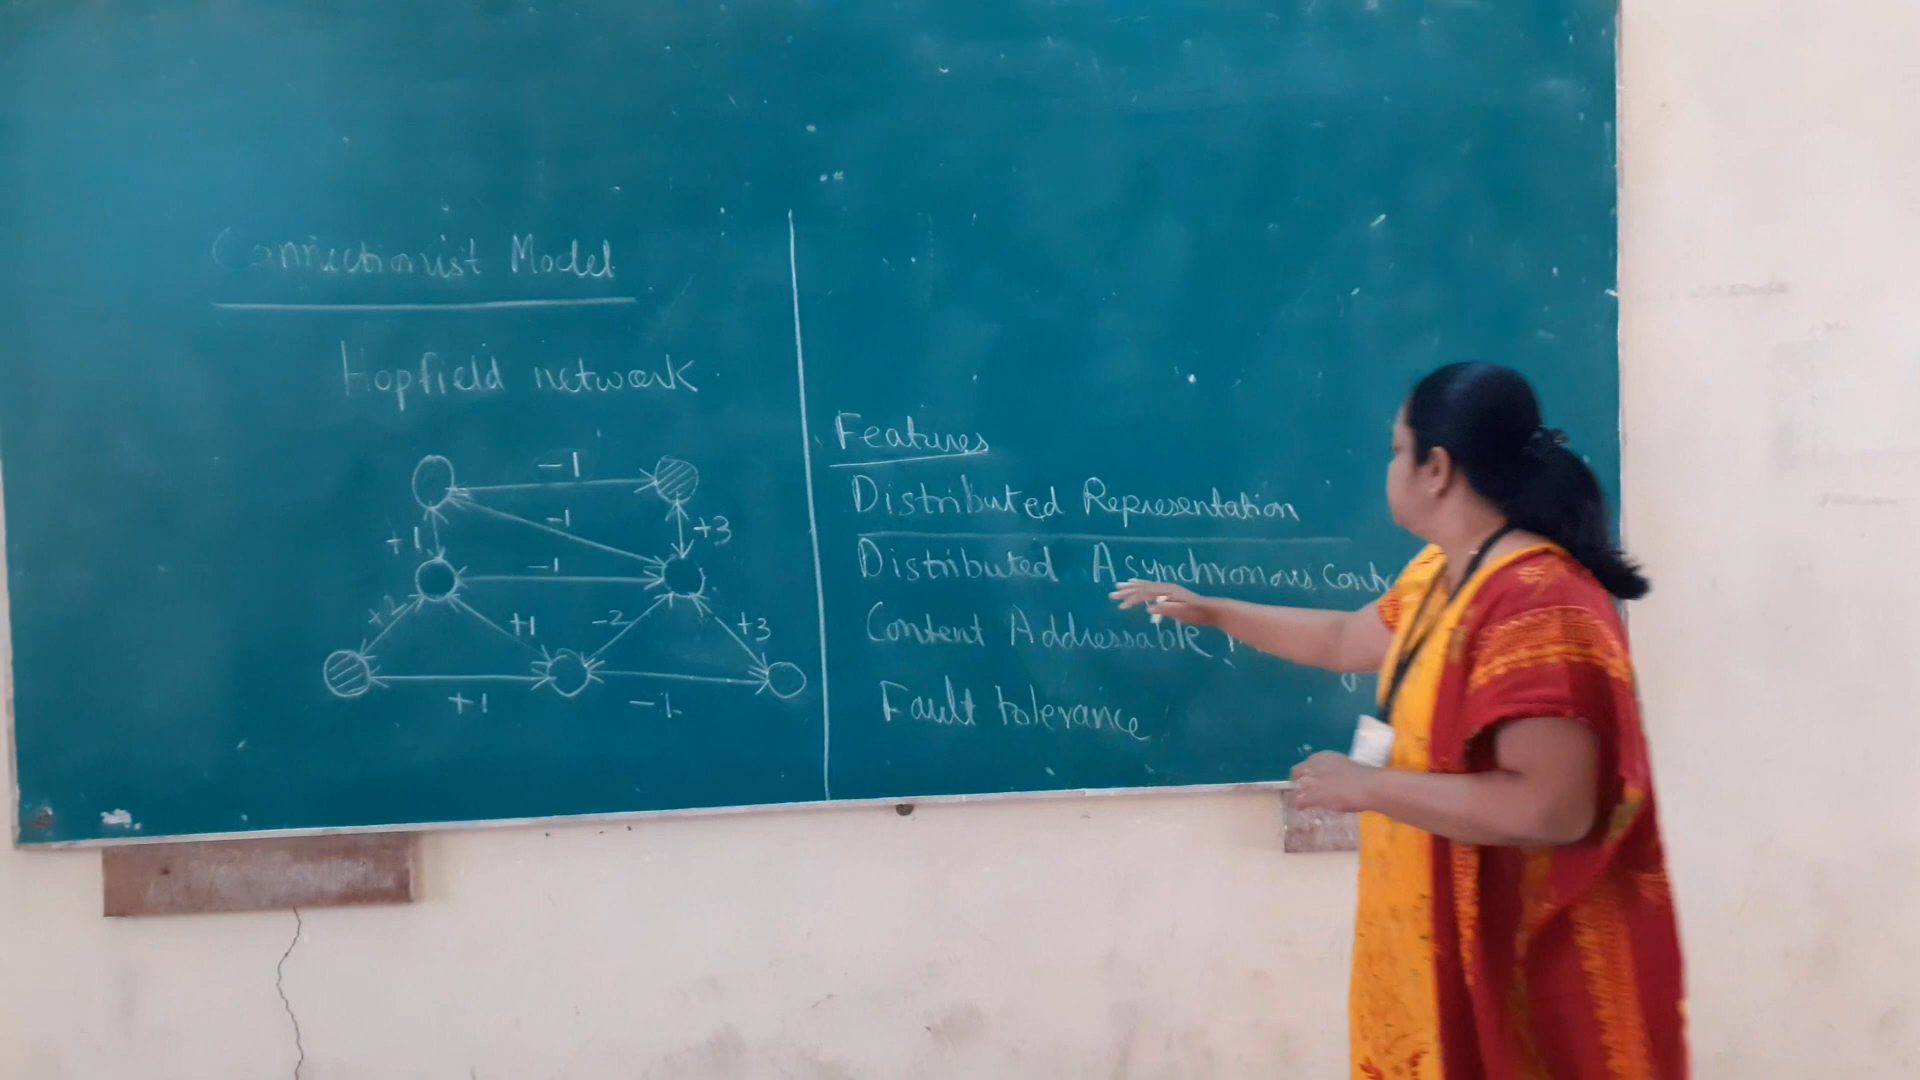 Connectionist Model
Hopfield network
-1
-1
+1
+3
-1
+2
+1
-2
+3
+1
-1
Features
Distributed Representation
Distributed Asynchronous
Content Addressable
Fault tolerance